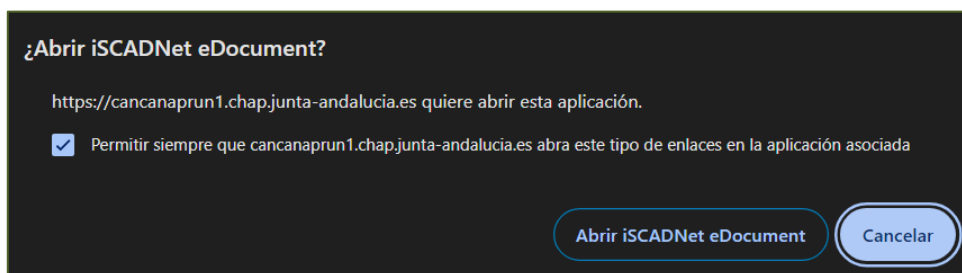 ¿Abrir iSCADNet eDocument?
https://cancanaprun1.chap.junta-andalucia.es quiere abrir esta aplicación.
Permitir siempre que cancanaprun1.chap.junta-andalucia.es abra este tipo de enlaces en la aplicación asociada
Abrir iSCADNet eDocument Cancelar